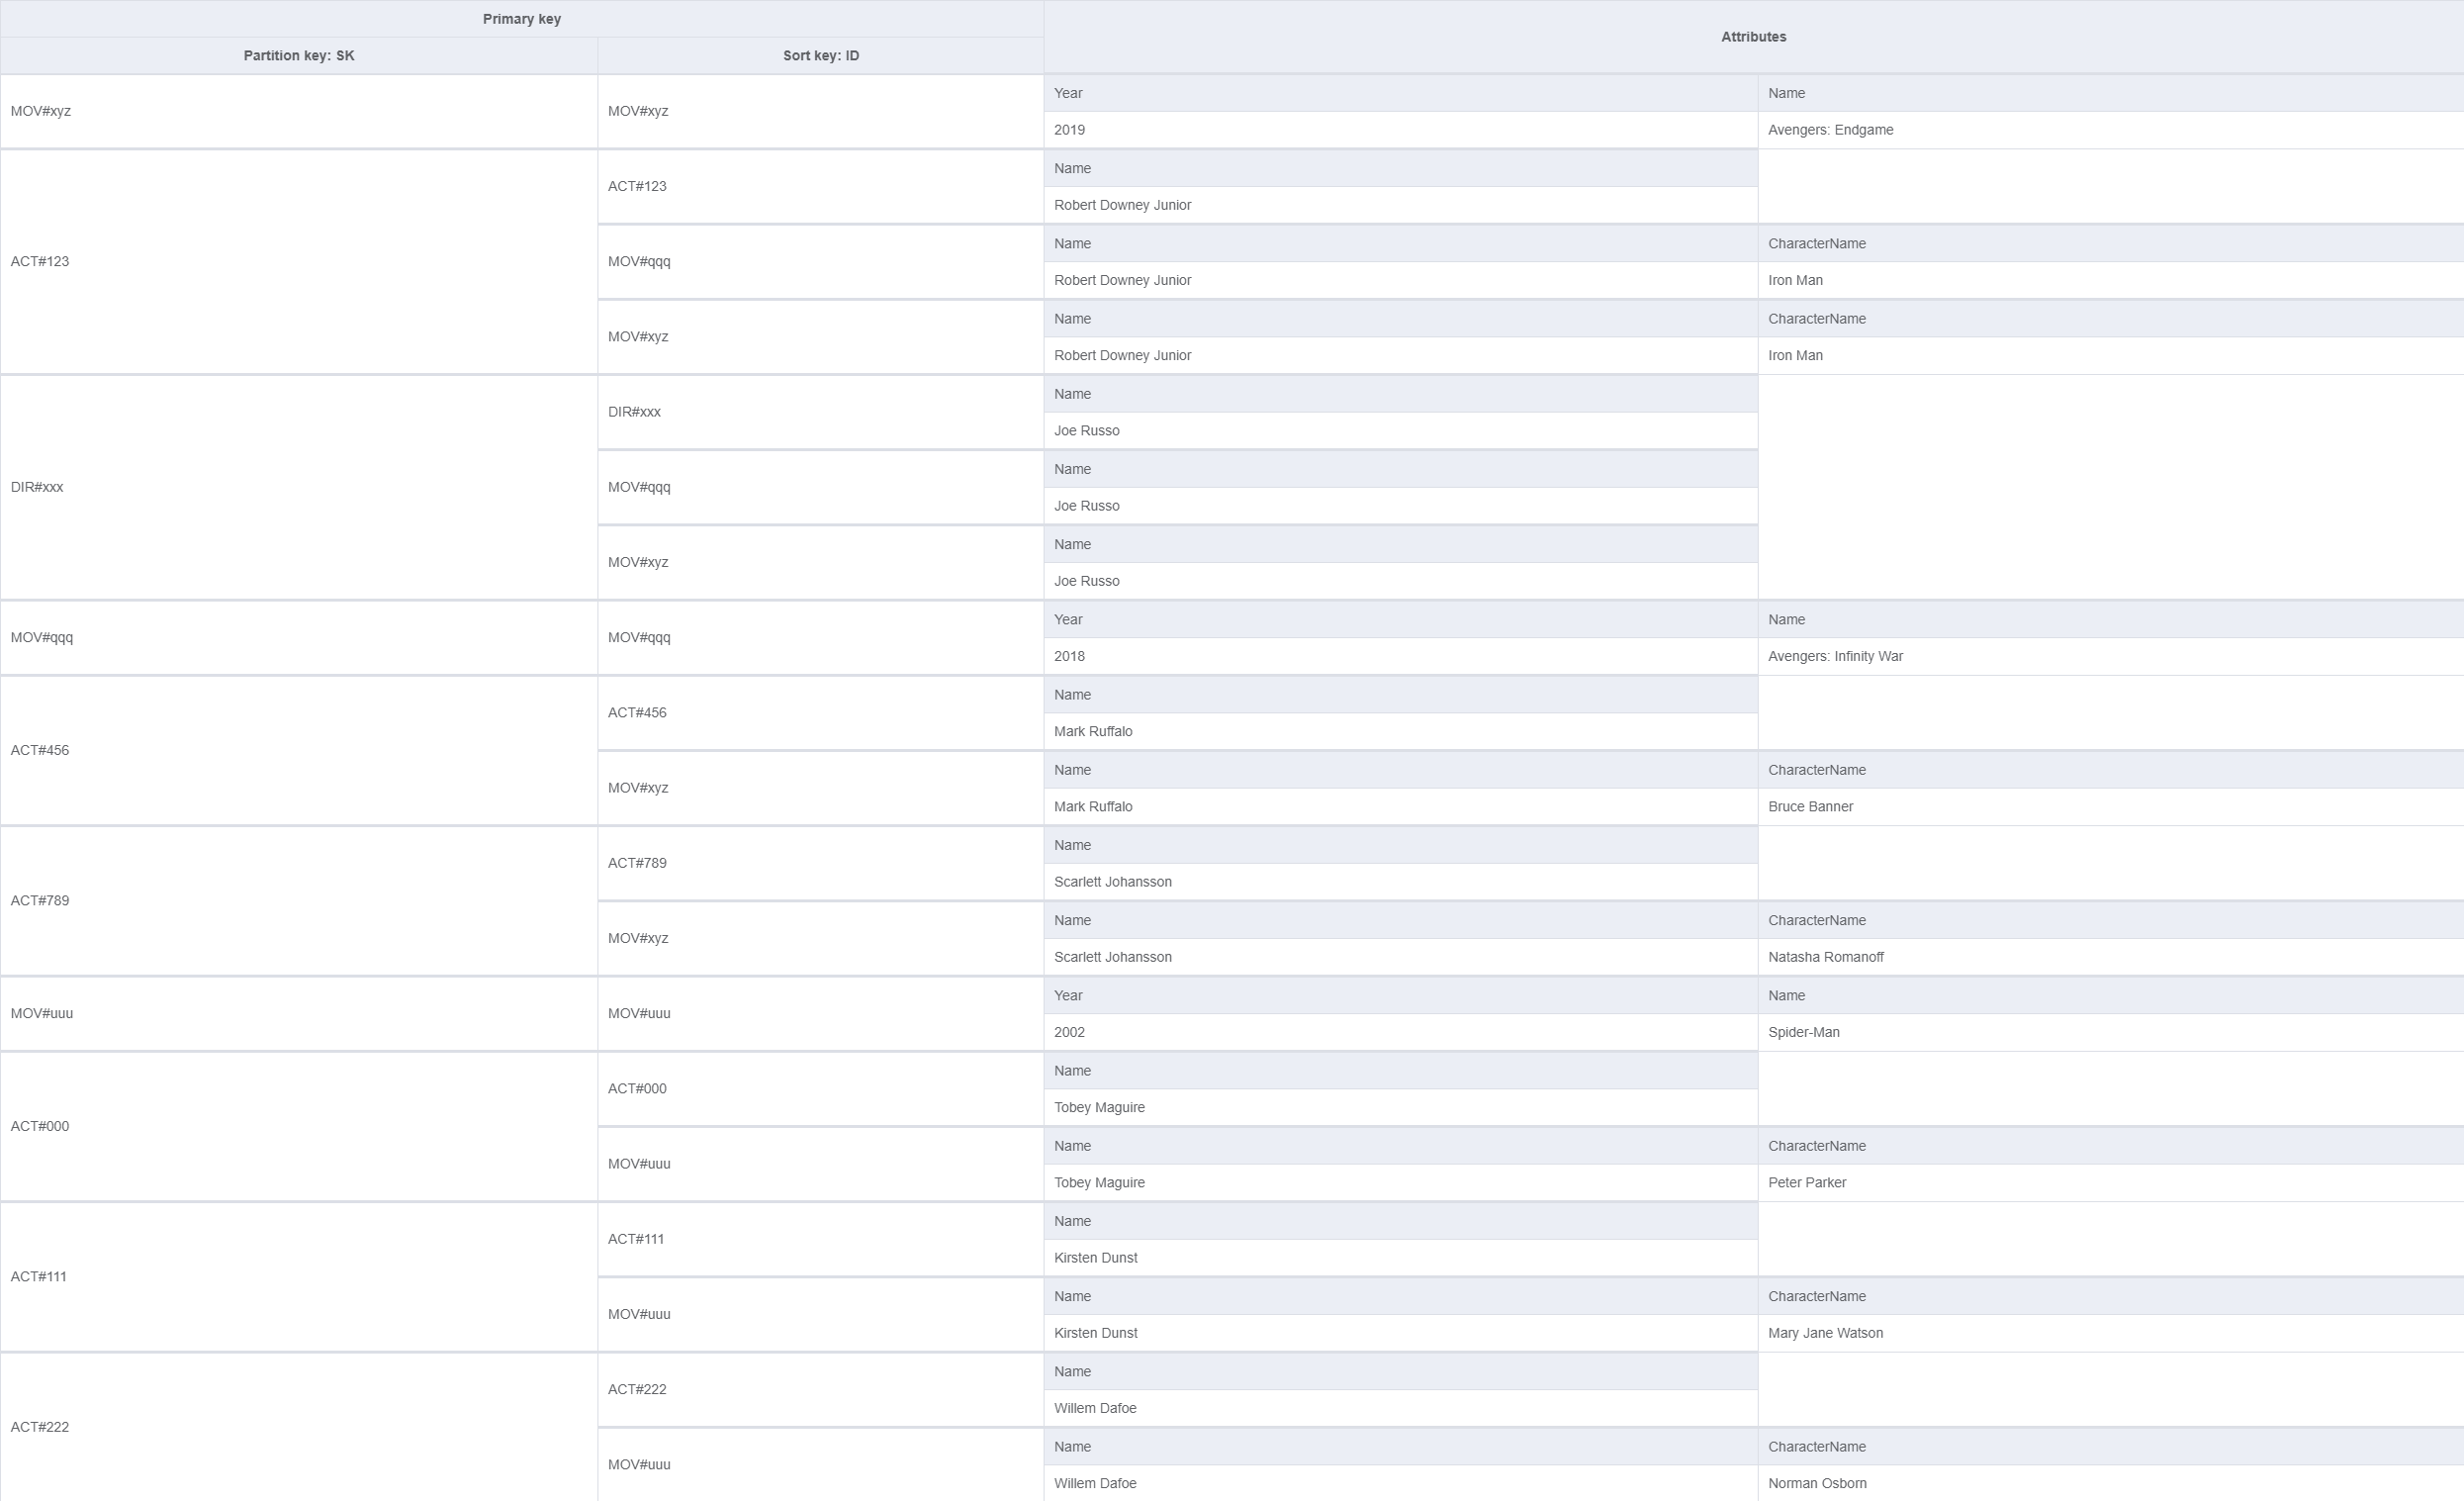 Primary key
Attributes
Partition key: SK Sort key: ID
MOV#xyz MOV#xyz Year Name
2019 Avengers: Endgame
ACT#123 ACT#123 Name
Robert Downey Junior
MOV#qqq Name CharacterName
Robert Downey Junior Iron Man
MOV#xyz Name CharacterName
Robert Downey Junior Iron Man
DIR#xxx DIR#xxx Name
Joe Russo
MOV#qqq Name
Joe Russo
MOV#xyz Name
Joe Russo
MOV#qqq MOV#qqq Year Name
2018 Avengers: Infinity War
ACT#456 ACT#456 Name
Mark Ruffalo
MOV#xyz Name CharacterName
Mark Ruffalo Bruce Banner
ACT#789 ACT#789 Name
Scarlett Johansson
MOV#xyz Name CharacterName
Scarlett Johansson Natasha Romanoff
MOV#uuu MOV#uuu Year Name
2002 Spider-Man
ACT#000 ACT#000 Name
Tobey Maguire
MOV#uuu Name CharacterName
Tobey Maguire Peter Parker
ACT#111 ACT#111 Name
Kirsten Dunst
MOV#uuu Name CharacterName
Kirsten Dunst Mary Jane Watson
ACT#222 ACT#222 Name
Willem Dafoe
MOV#uuu Name CharacterName
Willem Dafoe Norman Osborn